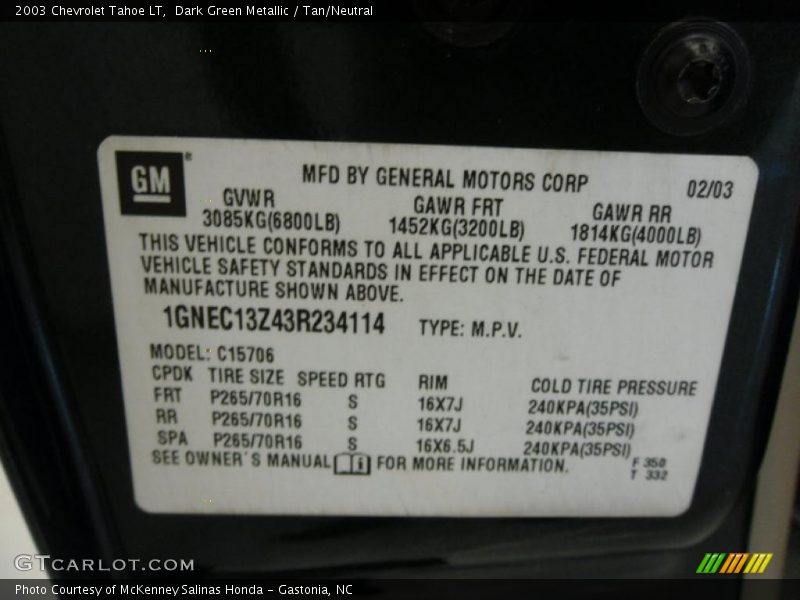 2003 Chevrolet Tahoe LT, Dark Green Metallic / Tan/Neutral
GM
MFD BY GENERAL MOTORS CORP 02/03
GVWR GAWR FRT GAWR RR
3085KG(6800LB) 1452KG(3200LB) 1814KG(4000LB)
THIS VEHICLE CONFORMS TO ALL APPLICABLE U.S. FEDERAL MOTOR
VEHICLE SAFETY STANDARDS IN EFFECT ON THE DATE OF
MANUFACTURE SHOWN ABOVE.
1GNEC13Z43R234114 TYPE: M.P.V.
MODEL: C15706
CPDK TIRE SIZE SPEED RTG RIM COLD TIRE PRESSURE
FRT P265/70R16 S 16X7J 240KPA(35PSI)
RR P265/70R16 S 16X7J 240KPA(35PSI)
SPA P265/70R16 S 16X6.5J 240KPA(35PSI)
SEE OWNER'S MANUAL FOR MORE INFORMATION.
F 350
T 332
GTCARLOT.COM
Photo Courtesy of McKenney Salinas Honda – Gastonia, NC